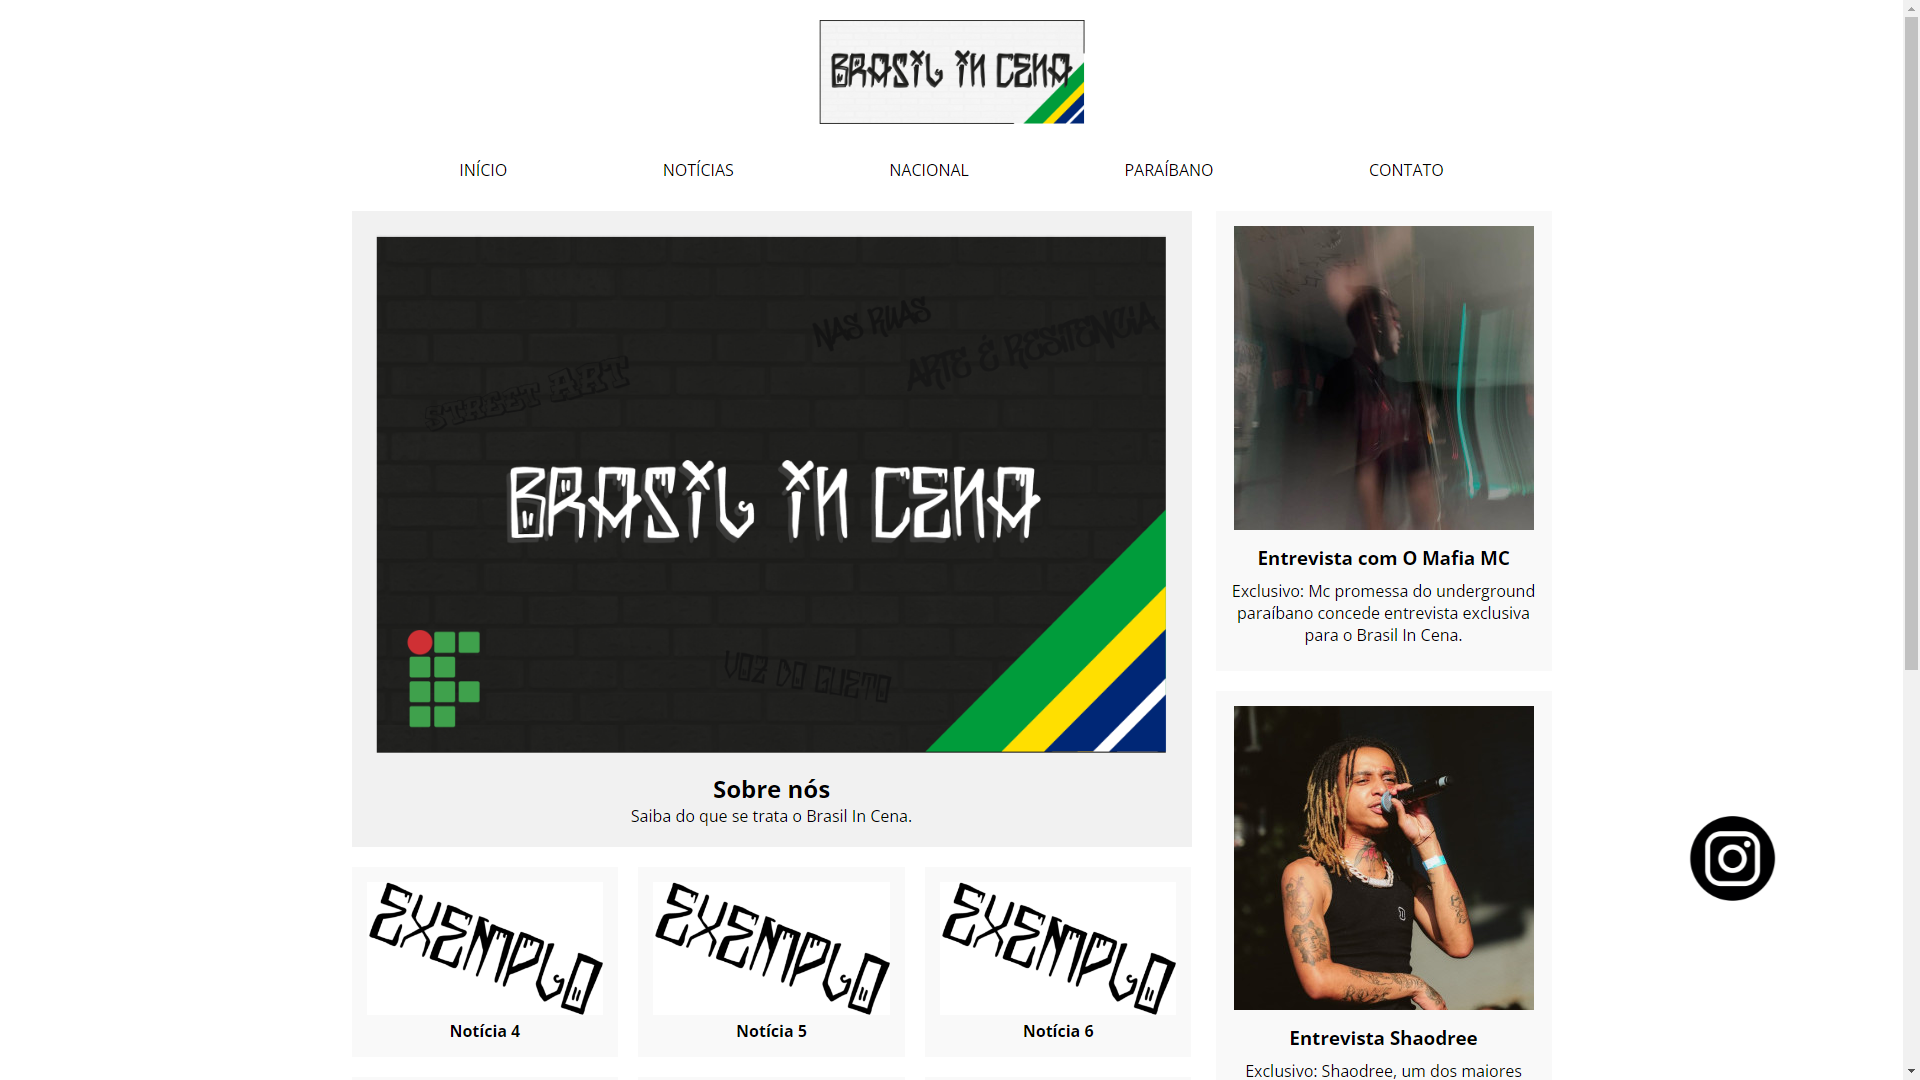 BRASIL IN CENA
INÍCIO
NOTÍCIAS
NACIONAL
PARAÍBANO
CONTATO
NAS RUAS
ARTE É RESITENCIA
STREET ART
BRASIL IN CENA
VOZ DO GUETO
Sobre nós
Saiba do que se trata o Brasil In Cena.
EXEMPLO
Notícia 4
EXEMPLO
Notícia 5
EXEMPLO
Notícia 6
Entrevista com O Mafia MC
Exclusivo: Mc promessa do underground
paraíbano concede entrevista exclusiva
para o Brasil In Cena.
Entrevista Shaodree
Exclusivo: Shaodree, um dos maiores